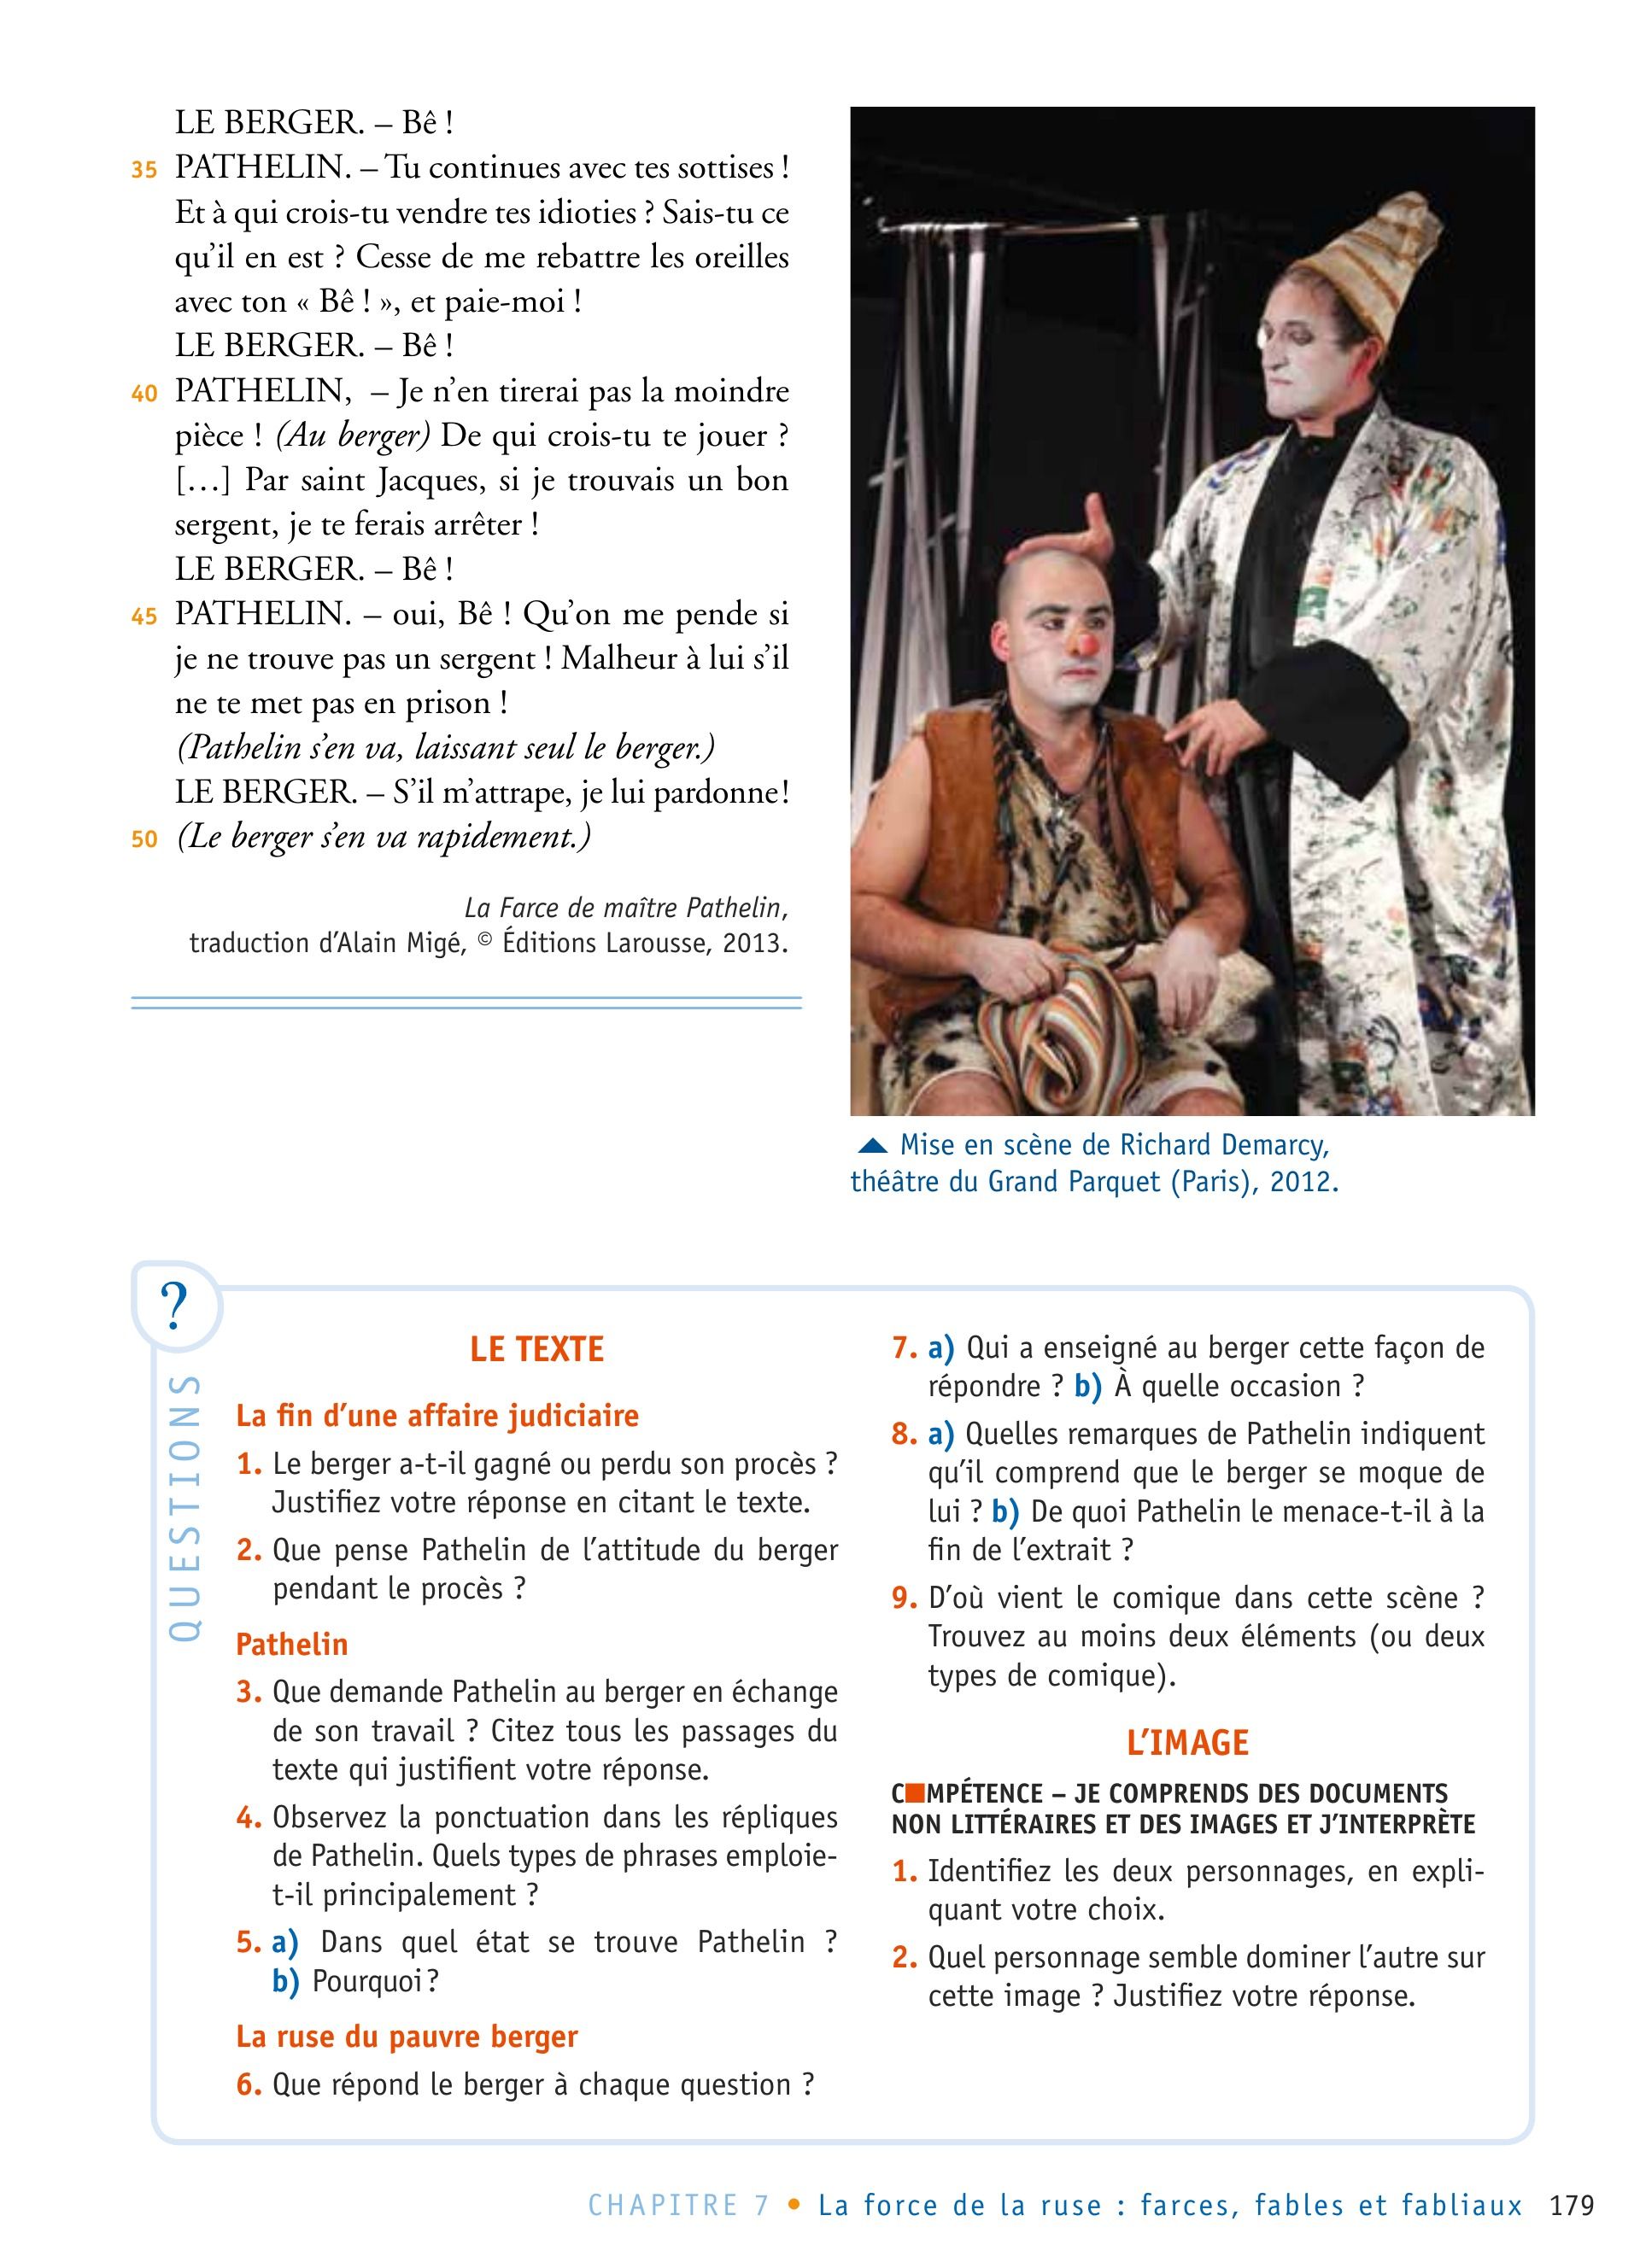 LE BERGER. – Bê !
35 PATHELIN. – Tu continues avec tes sottises !
Et à qui crois-tu vendre tes idioties ? Sais-tu ce
qu’il en est ? Cesse de me rebattre les oreilles
avec ton « Bê ! », et paie-moi !
LE BERGER. – Bê !
40 PATHELIN, – Je n’en tirerai pas la moindre
pièce ! (Au berger) De qui crois-tu te jouer ?
[…] Par saint Jacques, si je trouvais un bon
sergent, je te ferais arrêter !
LE BERGER. – Bê !
45 PATHELIN. – oui, Bê ! Qu’on me pende si
je ne trouve pas un sergent ! Malheur à lui s’il
ne te met pas en prison !
(Pathelin s’en va, laissant seul le berger.)
LE BERGER. – S’il m’attrape, je lui pardonne!
50 (Le berger s’en va rapidement.)
La Farce de maître Pathelin,
traduction d’Alain Migé, © Éditions Larousse, 2013.
▲ Mise en scène de Richard Demarcy,
théâtre du Grand Parquet (Paris), 2012.
?
QUESTIONS
LE TEXTE
La fin d’une affaire judiciaire
1. Le berger a-t-il gagné ou perdu son procès ?
Justifiez votre réponse en citant le texte.
2. Que pense Pathelin de l’attitude du berger
pendant le procès ?
Pathelin
3. Que demande Pathelin au berger en échange
de son travail ? Citez tous les passages du
texte qui justifient votre réponse.
4. Observez la ponctuation dans les répliques
de Pathelin. Quels types de phrases emploie-
t-il principalement ?
5. a) Dans quel état se trouve Pathelin ?
b) Pourquoi?
La ruse du pauvre berger
6. Que répond le berger à chaque question ?
7. a) Qui a enseigné au berger cette façon de
répondre ? b) À quelle occasion ?
8. a) Quelles remarques de Pathelin indiquent
qu’il comprend que le berger se moque de
lui ? b) De quoi Pathelin le menace-t-il à la
fin de l’extrait ?
9. D’où vient le comique dans cette scène ?
Trouvez au moins deux éléments (ou deux
types de comique).
L’IMAGE
C■MPÉTENCE – JE COMPRENDS DES DOCUMENTS
NON LITTÉRAIRES ET DES IMAGES ET J’INTERPRÈTE
1. Identifiez les deux personnages, en expli-
quant votre choix.
2. Quel personnage semble dominer l’autre sur
cette image ? Justifiez votre réponse.
CHAPITRE 7 • La force de la ruse : farces, fables et fabliaux 179